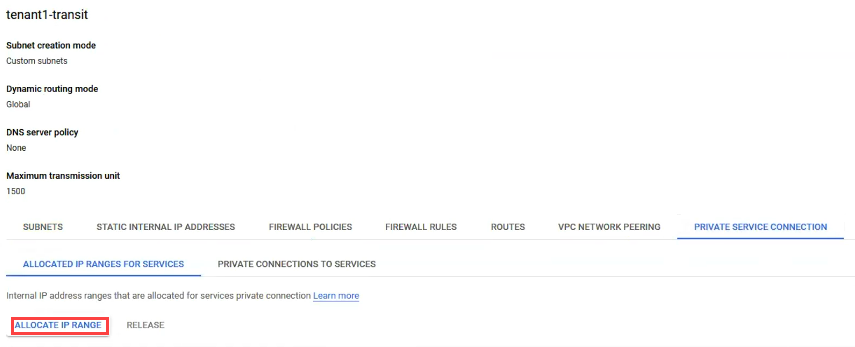 tenant1-transit
Subnet creation mode
Custom subnets
Dynamic routing mode
Global
DNS server policy
None
Maximum transmission unit
1500
SUBNETS STATIC INTERNAL IP ADDRESSES FIREWALL POLICIES FIREWALL RULES ROUTES VPC NETWORK PEERING PRIVATE SERVICE CONNECTION
ALLOCATED IP RANGES FOR SERVICES PRIVATE CONNECTIONS TO SERVICES
Internal IP address ranges that are allocated for services private connection Learn more
ALLOCATE IP RANGE RELEASE